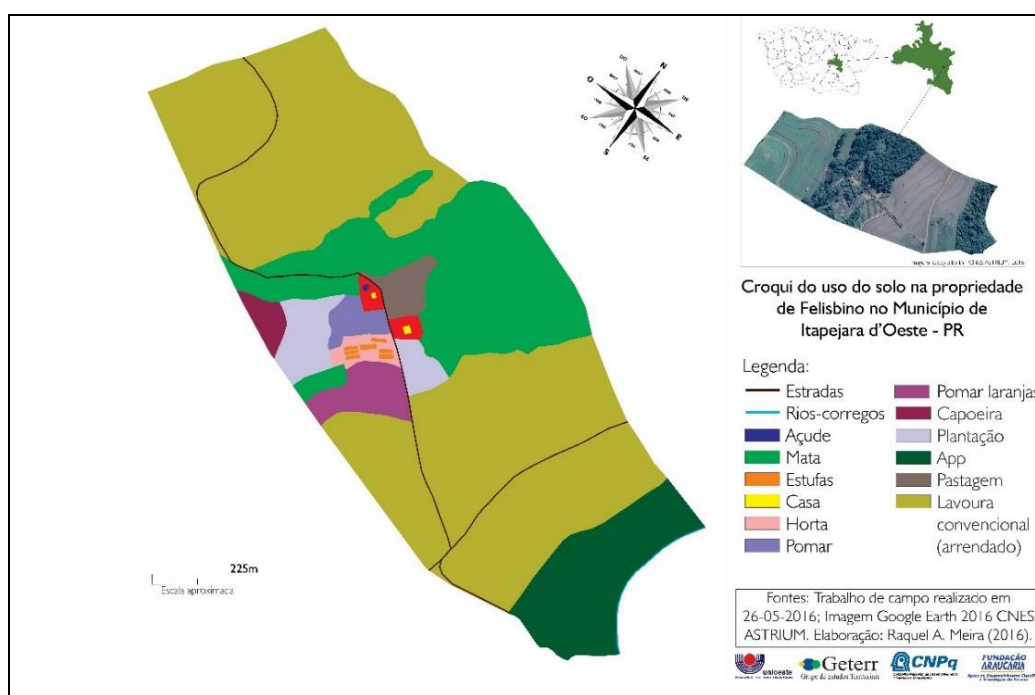 N
S
225m
Escala aproximada
Croqui do uso do solo na propriedade
de Felisbino no Município de
Itapejara d'Oeste - PR
Legenda:
Estradas
Rios-corregos
Açude
Mata
Estufas
Casa
Horta
Pomar
Pomar laranjas
Capoeira
Plantação
App
Pastagem
Lavoura
convencional
(arrendado)
Fontes: Trabalho de campo realizado em
26-05-2016; Imagem Google Earth 2016 CNES
ASTRIUM. Elaboração: Raquel A. Meira (2016).
unioeste
Geterr
Grupo de estudos Territoriais
CNPq
FUNDAÇÃO
ARAUCÁRIA